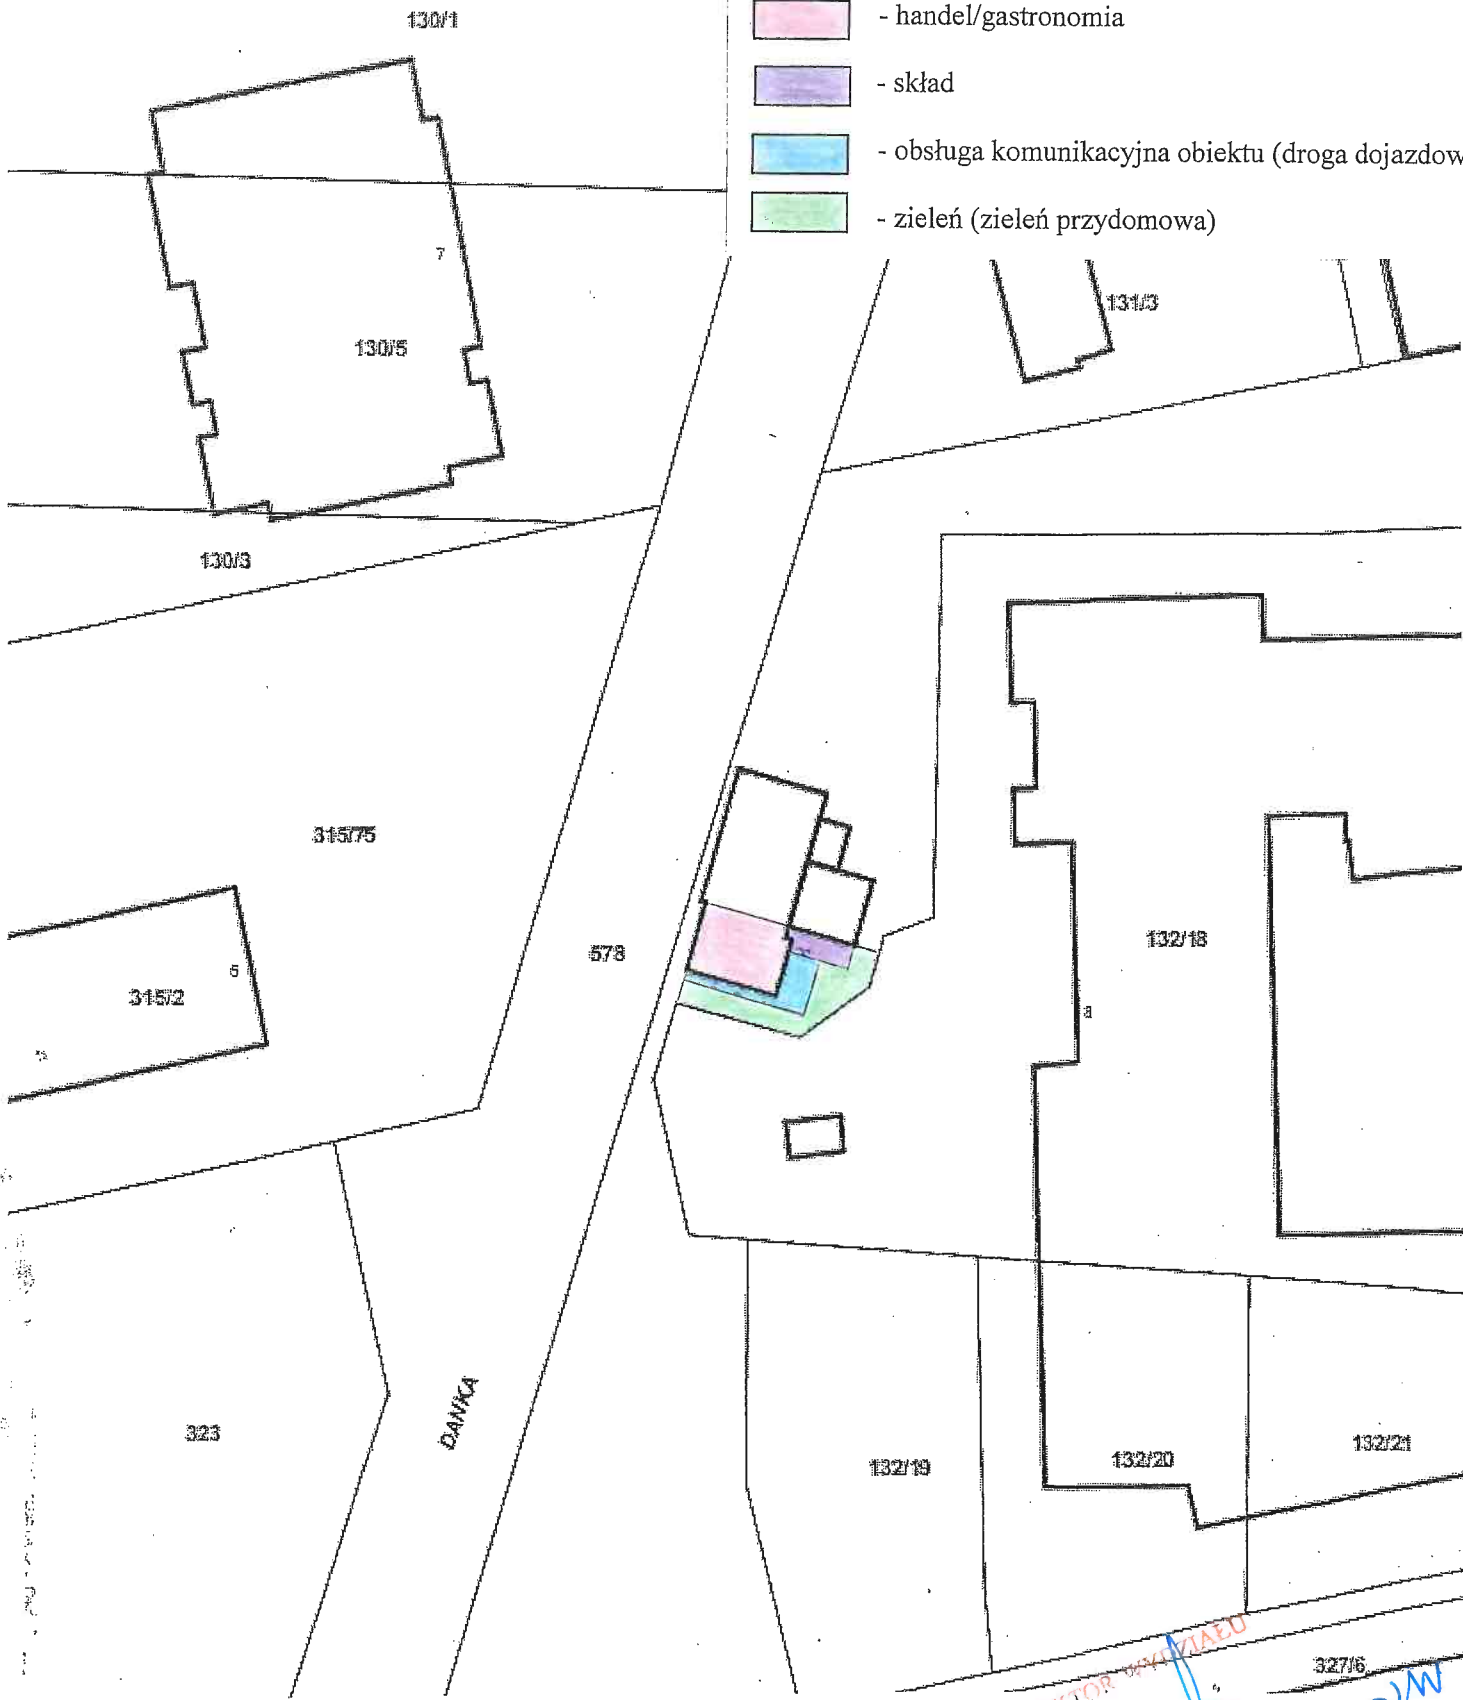 130/1
- handel/gastronomia
- skład
- obsługa komunikacyjna obiektu (droga dojazdow
- zieleń (zieleń przydomowa)
7
131/3
130/5
130/3
315/75
578
132/18
6
315/2
8
DANKA
323
132/19
132/20
132/21
WYDZIAŁU
327/6